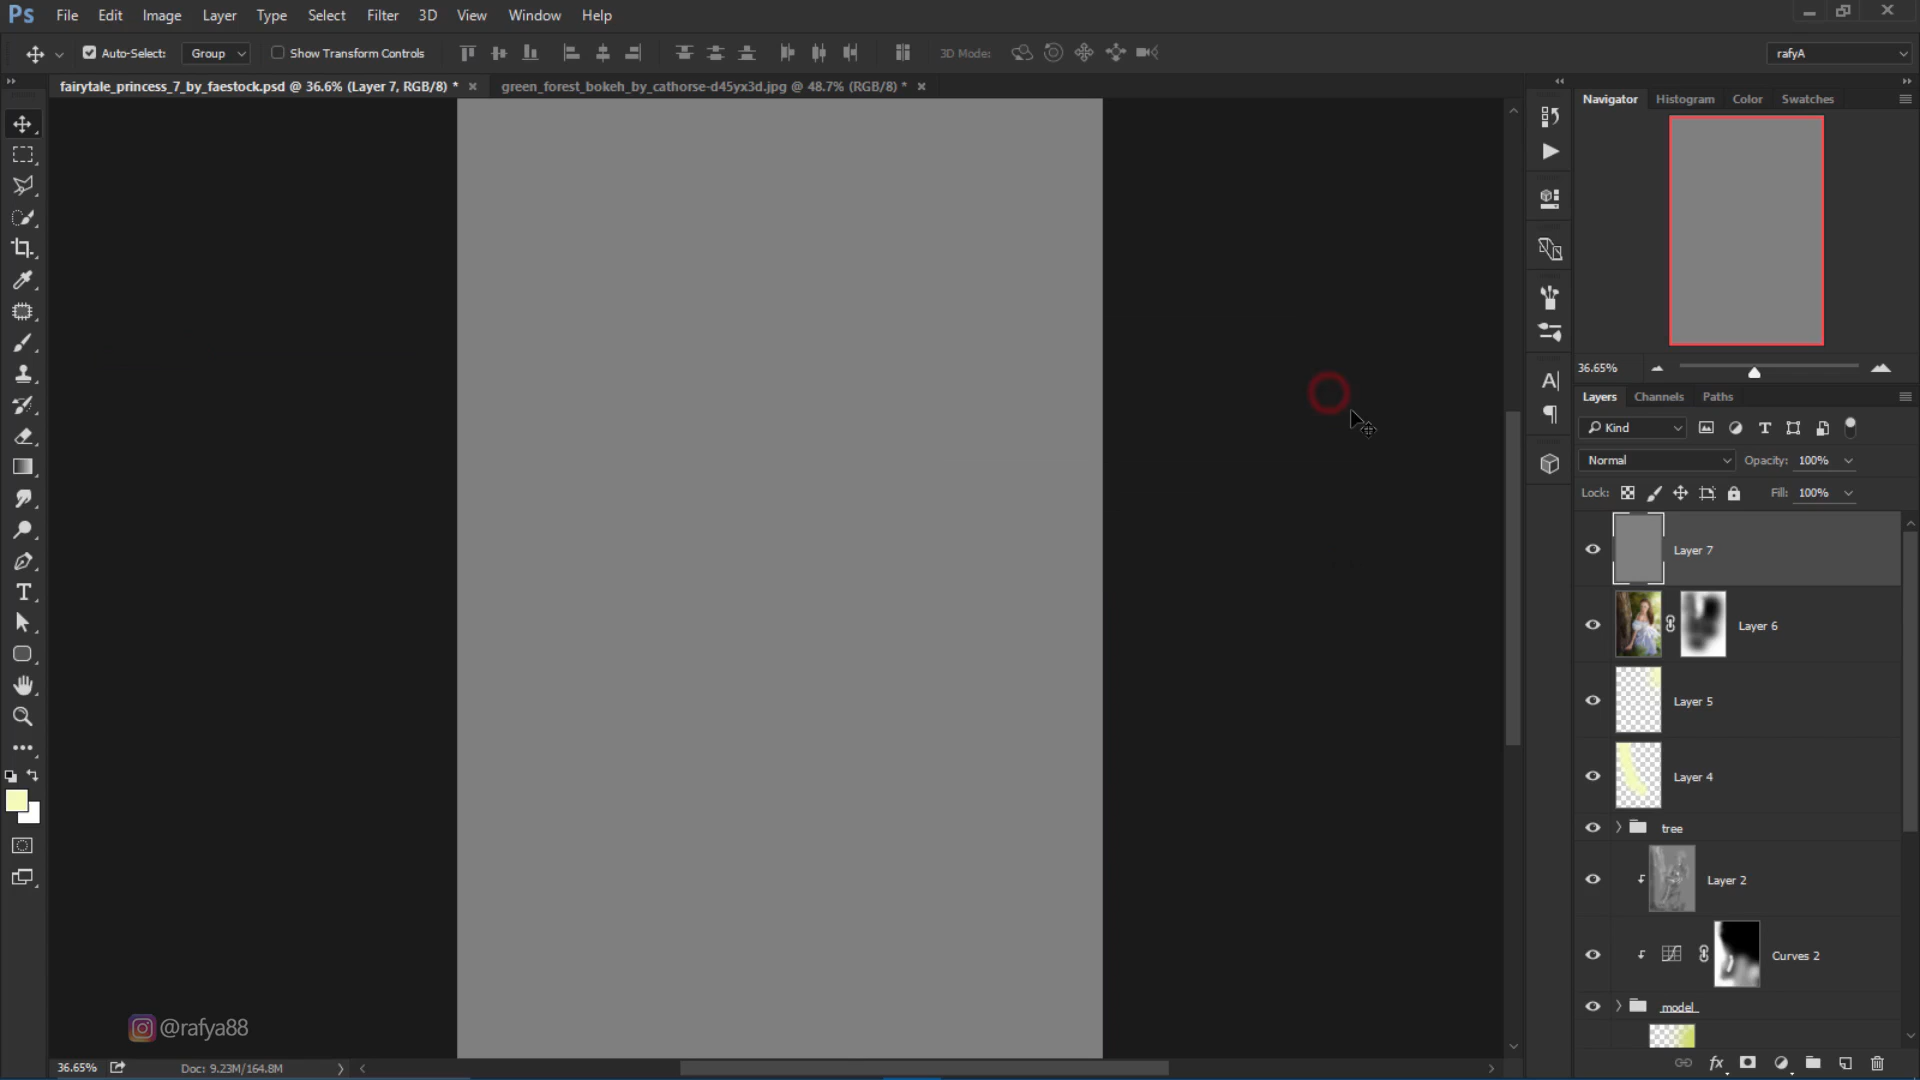 Ps File Edit Image Layer Type Select Filter 3D View Window Help
Auto-Select: Group Show Transform Controls 3D Mode: rafyA
fairytale_princess_7_by_faestock.psd @ 36.6% (Layer 7, RGB/8) * green_forest_bokeh_by_cathorse-d45yx3d.jpg @ 48.7% (RGB/8) *
Navigator Histogram Color Swatches
36.65%
Layers Channels Paths
Kind
Normal Opacity: 100%
Lock: Fill: 100%
Layer 7
Layer 6
Layer 5
Layer 4
tree
Layer 2
Curves 2
model
@rafya88
36.65% Doc: 9.23M/164.8M